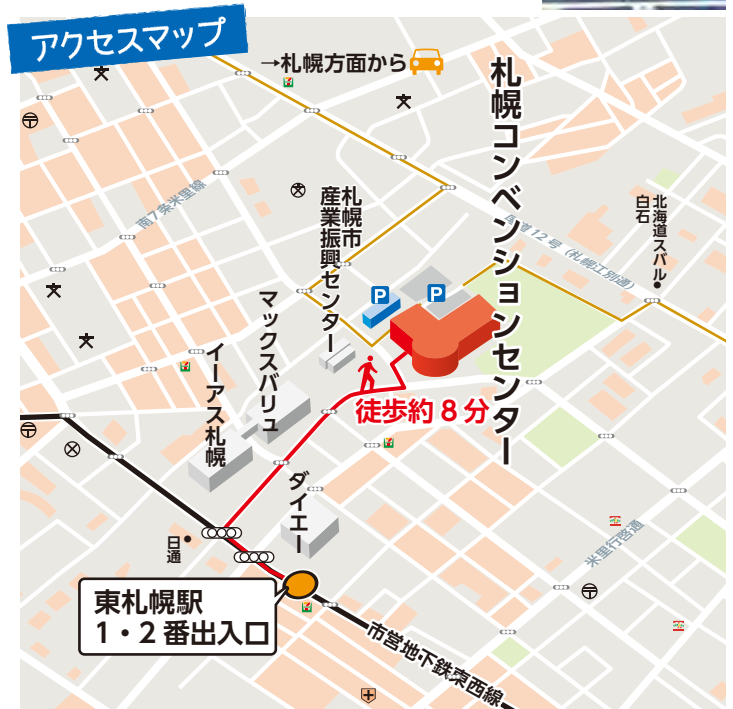 アクセスマップ
→札幌方面から
札幌コンベンションセンター
南7条米里線
札幌市
産業振興センター
国道12号（札幌江別通）
北海道スバル
白石
P
P
マックスバリュ
イーアス札幌
徒歩約8分
ダイエー
日通
米里行啓通
東札幌駅
1・2番出入口
市営地下鉄東西線